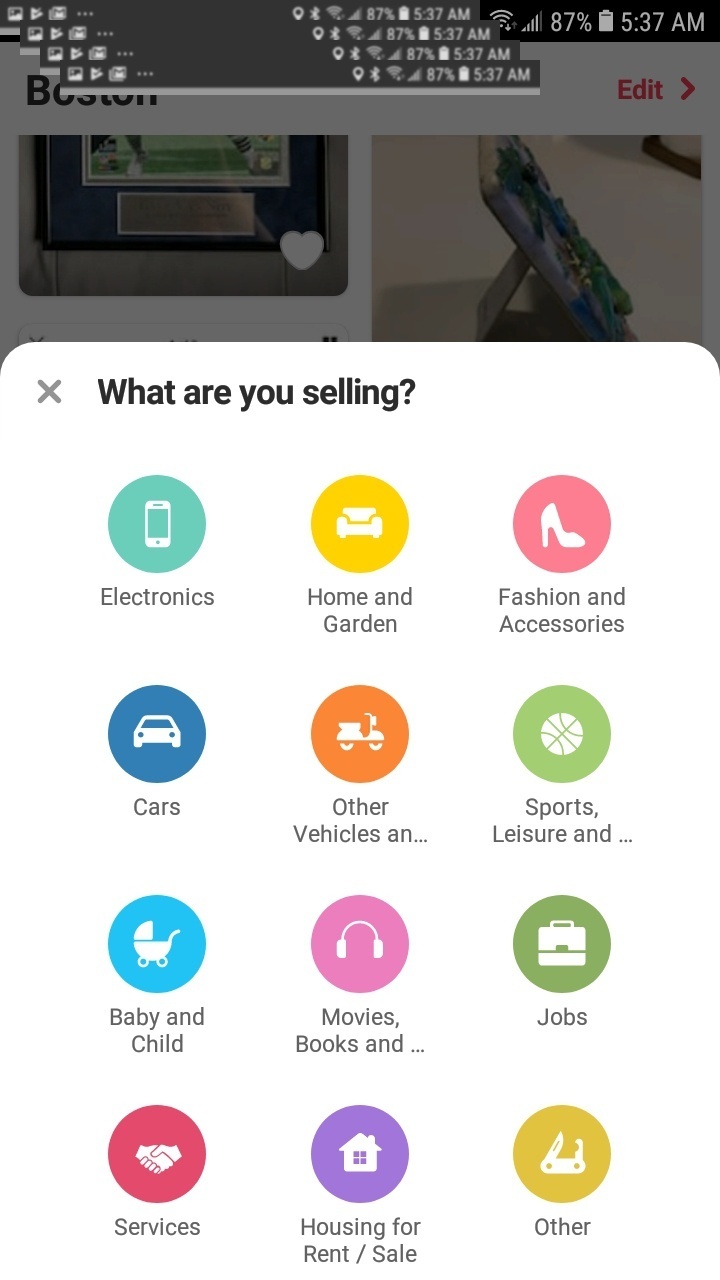 87% 5:37 AM
87% 5:37 AM
87% 5:37 AM
87% 5:37 AM
87% 5:37 AM
Boston
Edit
What are you selling?
Electronics
Home and
Garden
Fashion and
Accessories
Cars
Other
Vehicles an...
Sports,
Leisure and ...
Baby and
Child
Movies,
Books and ...
Jobs
Services
Housing for
Rent / Sale
Other